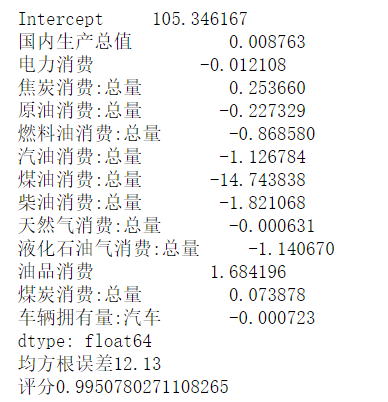 Intercept 105.346167
国内生产总值 0.008763
电力消费 -0.012108
焦炭消费:总量 0.253660
原油消费:总量 -0.227329
燃料油消费:总量 -0.868580
汽油消费:总量 -1.126784
煤油消费:总量 -14.743838
柴油消费:总量 -1.821068
天然气消费:总量 -0.000631
液化石油气消费:总量 -1.140670
油品消费 1.684196
煤炭消费:总量 0.073878
车辆拥有量:汽车 -0.000723
dtype: float64
均方根误差12.13
评分0.9950780271108265